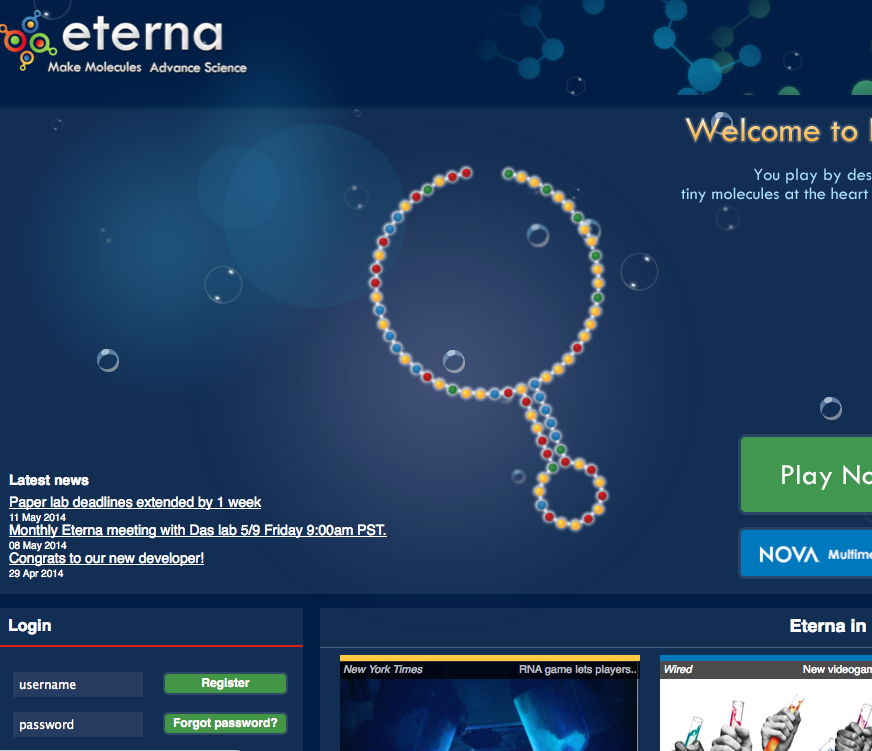 eterna
Make Molecules Advance Science
Welcome to
You play by des
tiny molecules at the heart
Latest news
Paper lab deadlines extended by 1 week
11 May 2014
Monthly Eterna meeting with Das lab 5/9 Friday 9:00am PST.
08 May 2014
Congrats to our new developer!
29 Apr 2014
Play No
NOVA Multime
Login
username
Register
password
Forgot password?
Eterna in
New York Times
RNA game lets players..
Wired
New videogam